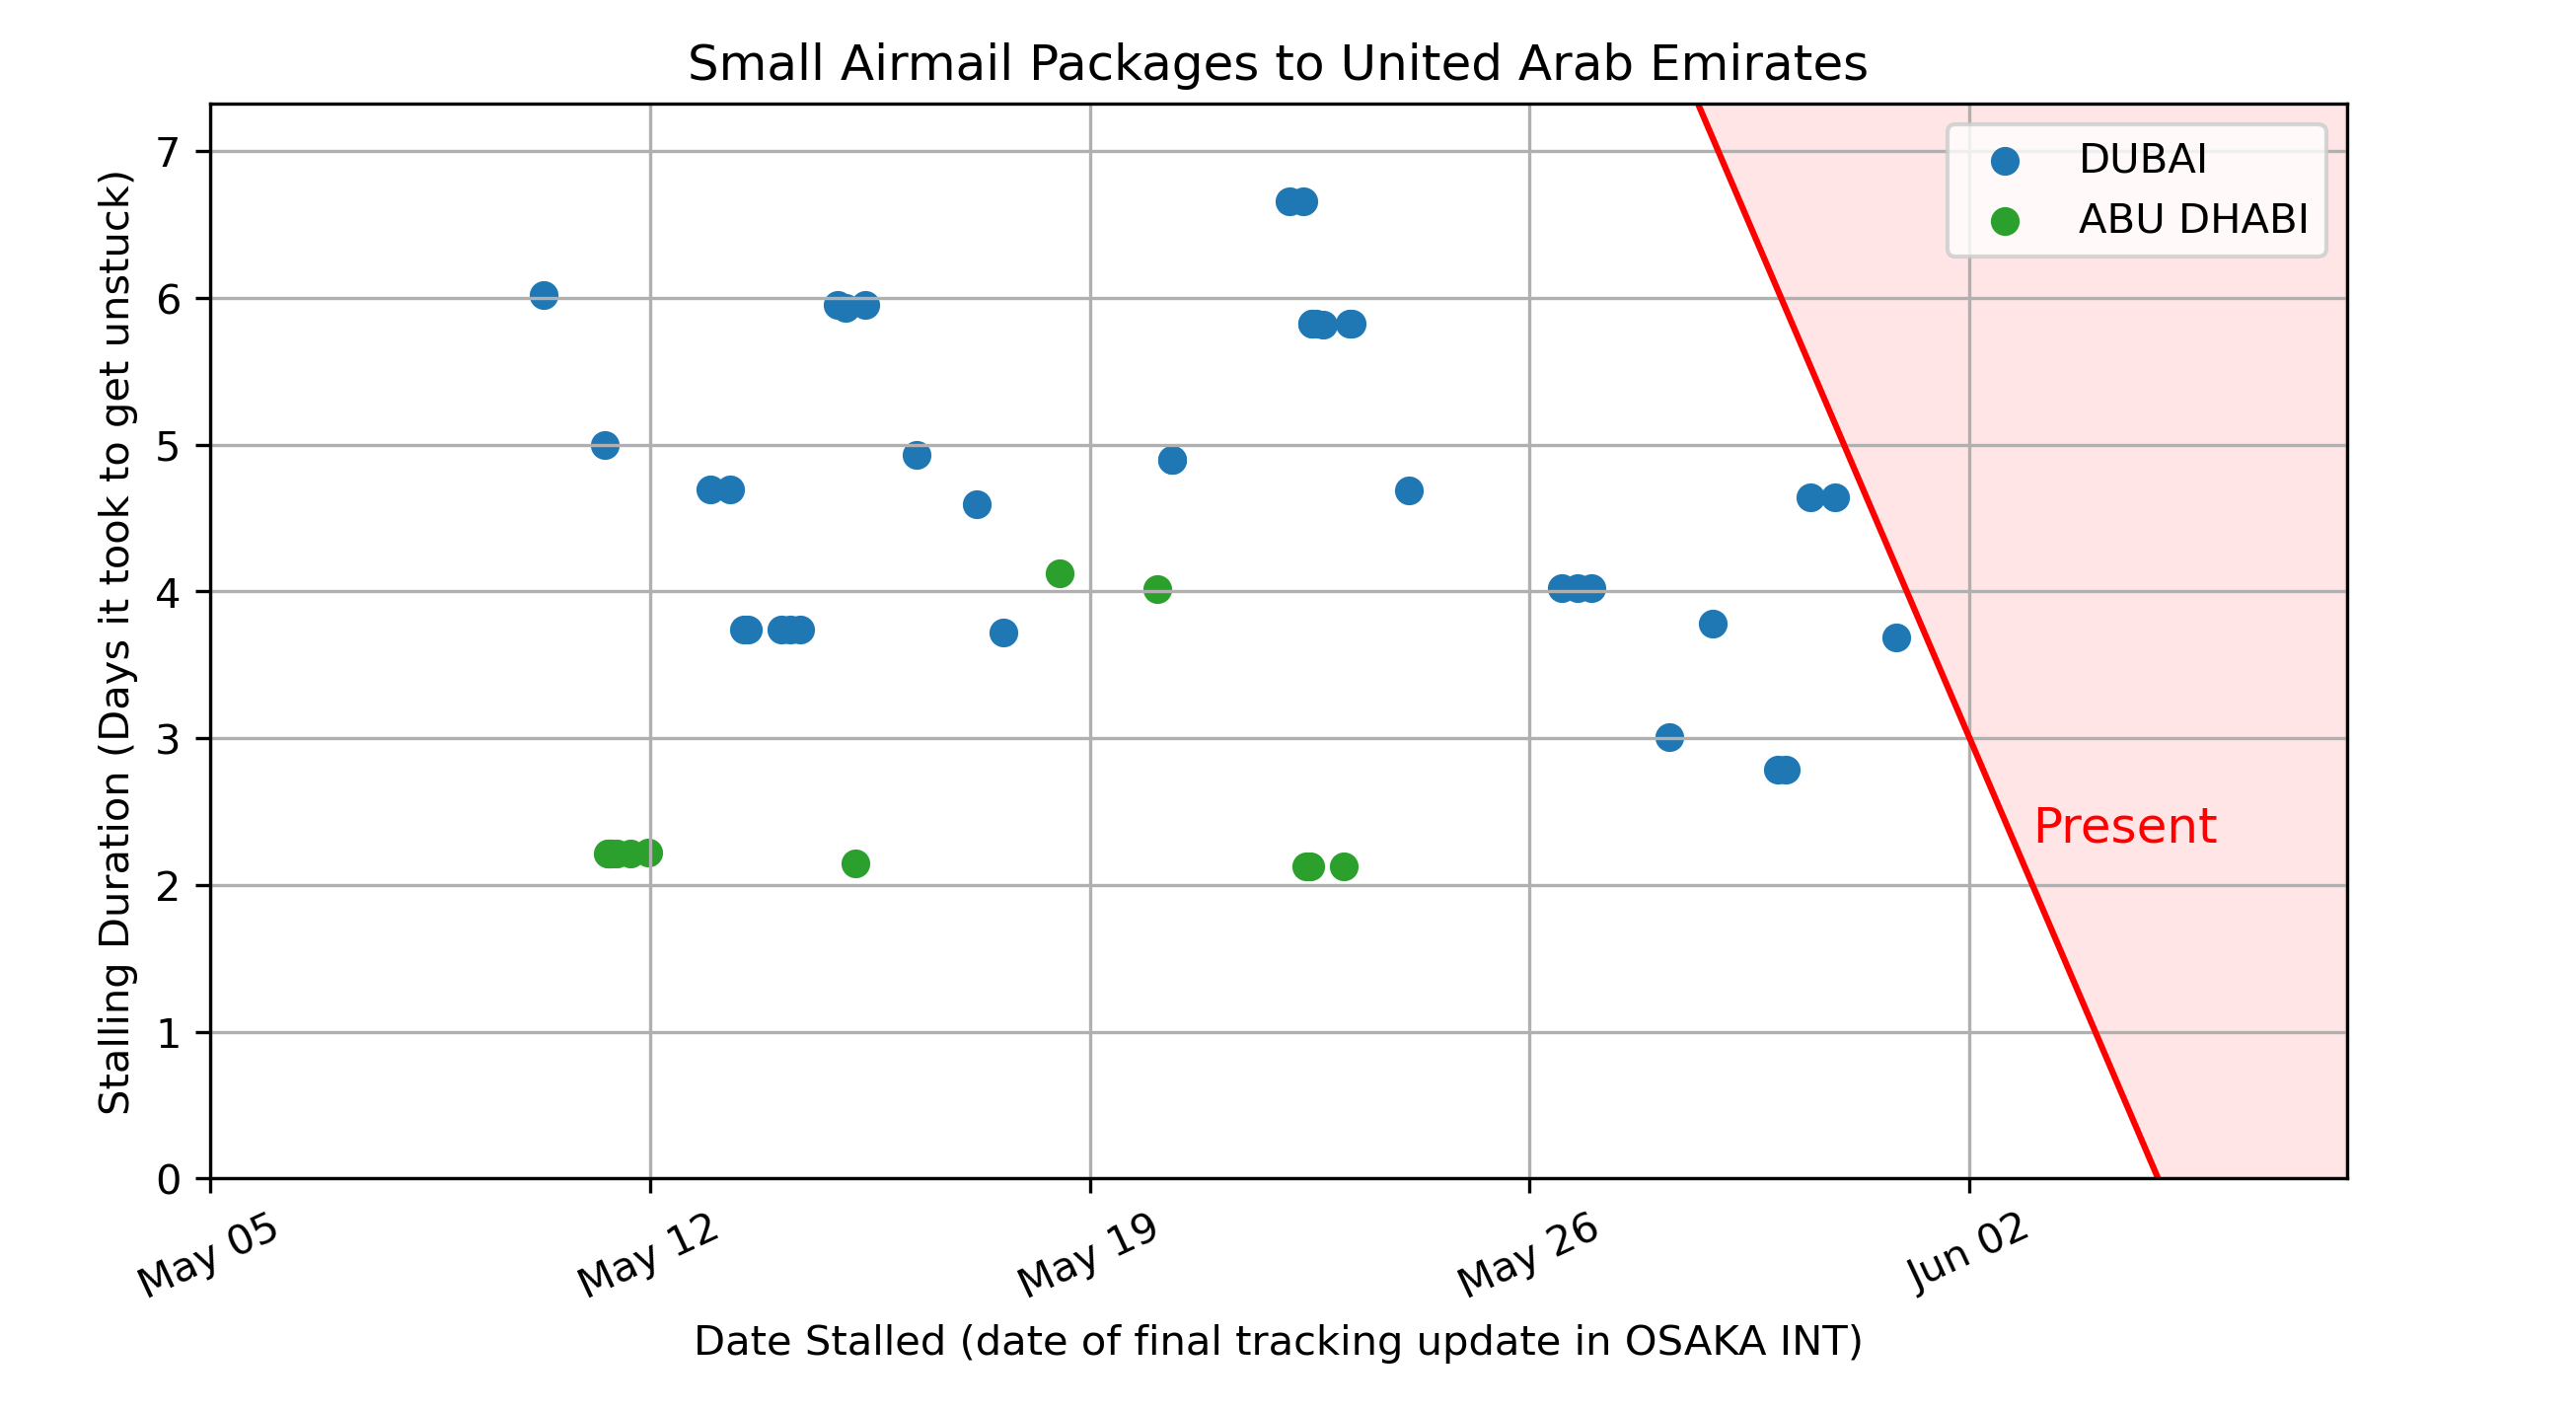 Small Airmail Packages to United Arab Emirates
DUBAI
ABU DHABI
Present
Stalling Duration (Days it took to get unstuck)
7
6
5
4
3
2
1
0
May 05
May 12
May 19
May 26
Jun 02
Date Stalled (date of final tracking update in OSAKA INT)